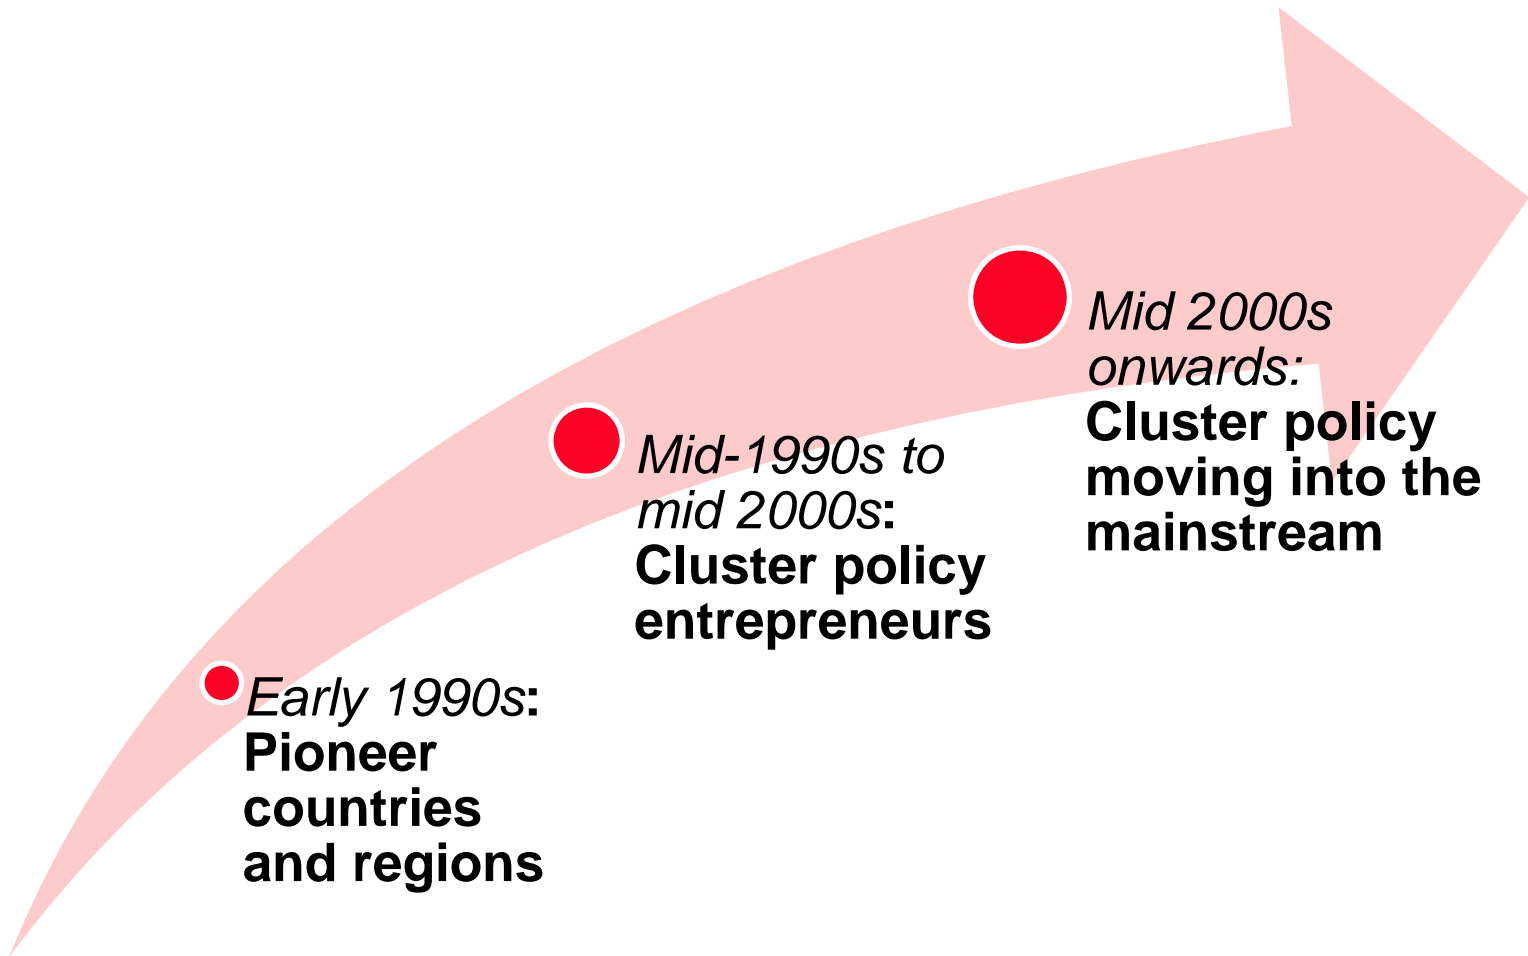 Early 1990s:
Pioneer
countries
and regions
Mid-1990s to
mid 2000s:
Cluster policy
entrepreneurs
Mid 2000s
onwards:
Cluster policy
moving into the
mainstream